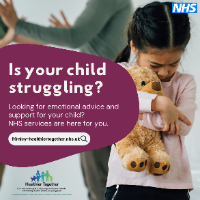 NHS
Is your child
struggling?
Looking for emotional advice and
support for your child?
NHS services are here for you.
Healthier Together